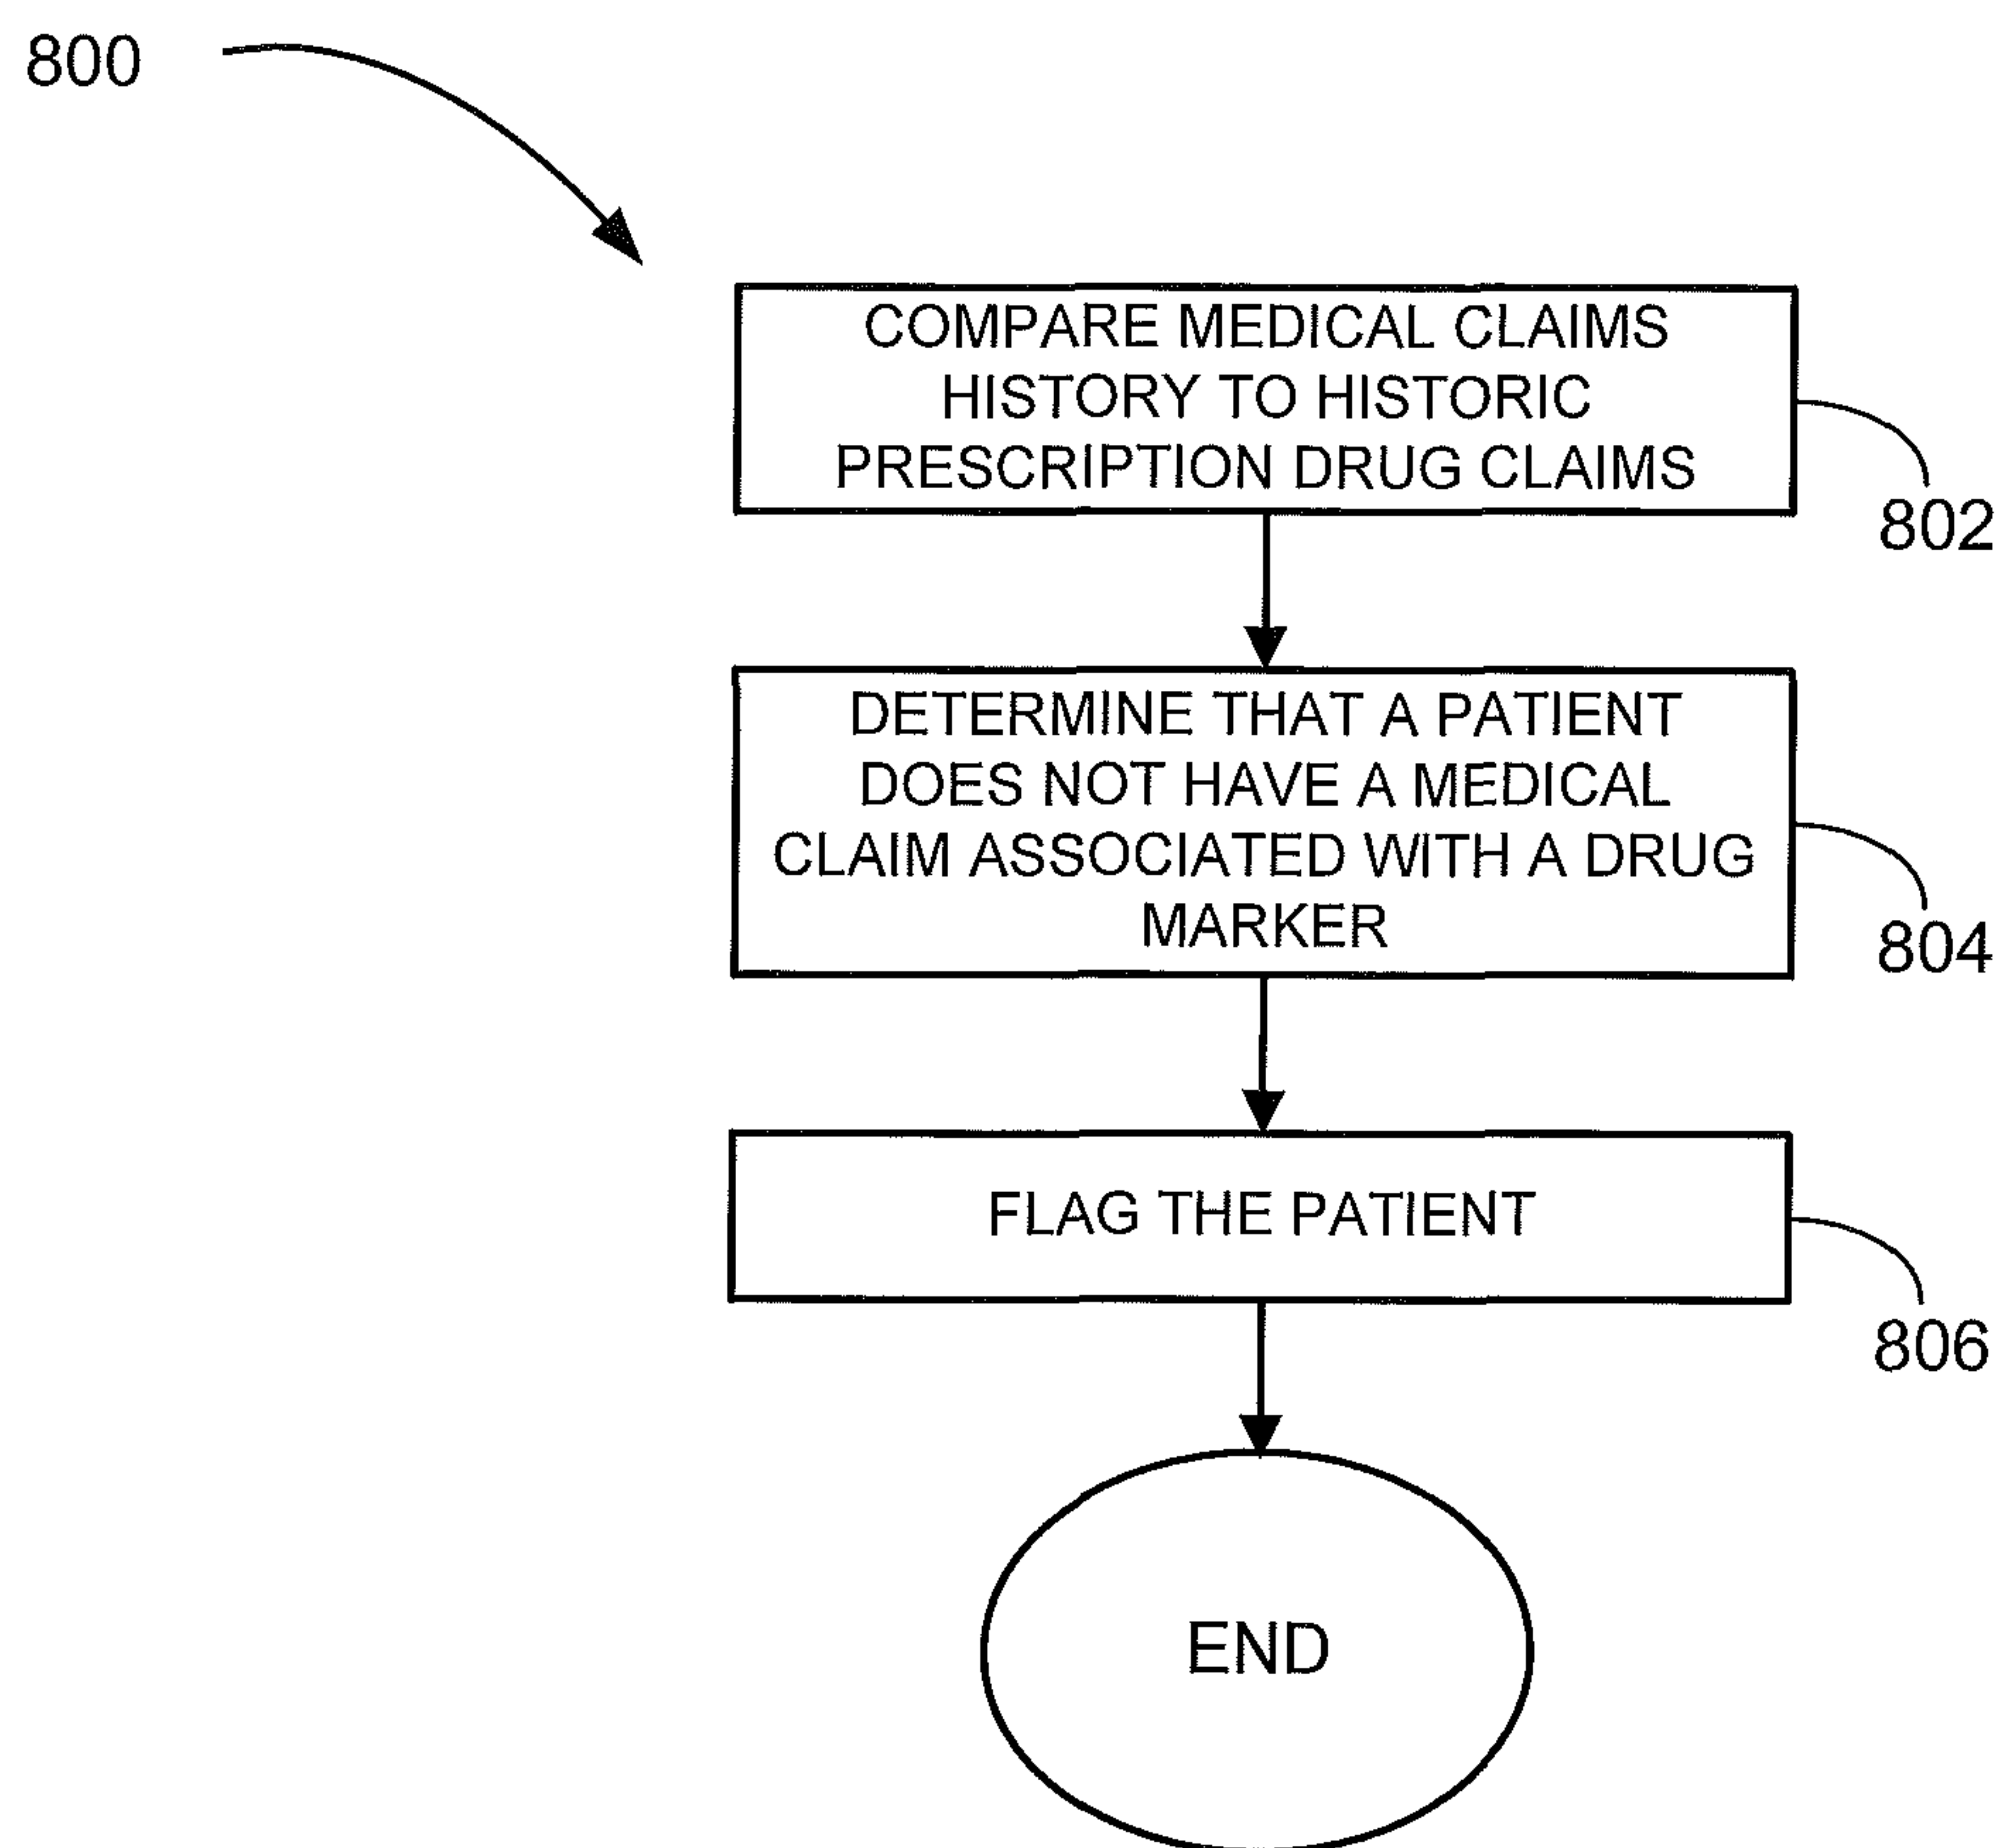 800
COMPARE MEDICAL CLAIMS
HISTORY TO HISTORIC
PRESCRIPTION DRUG CLAIMS
802
DETERMINE THAT A PATIENT
DOES NOT HAVE A MEDICAL
CLAIM ASSOCIATED WITH A DRUG
MARKER
804
FLAG THE PATIENT
806
END